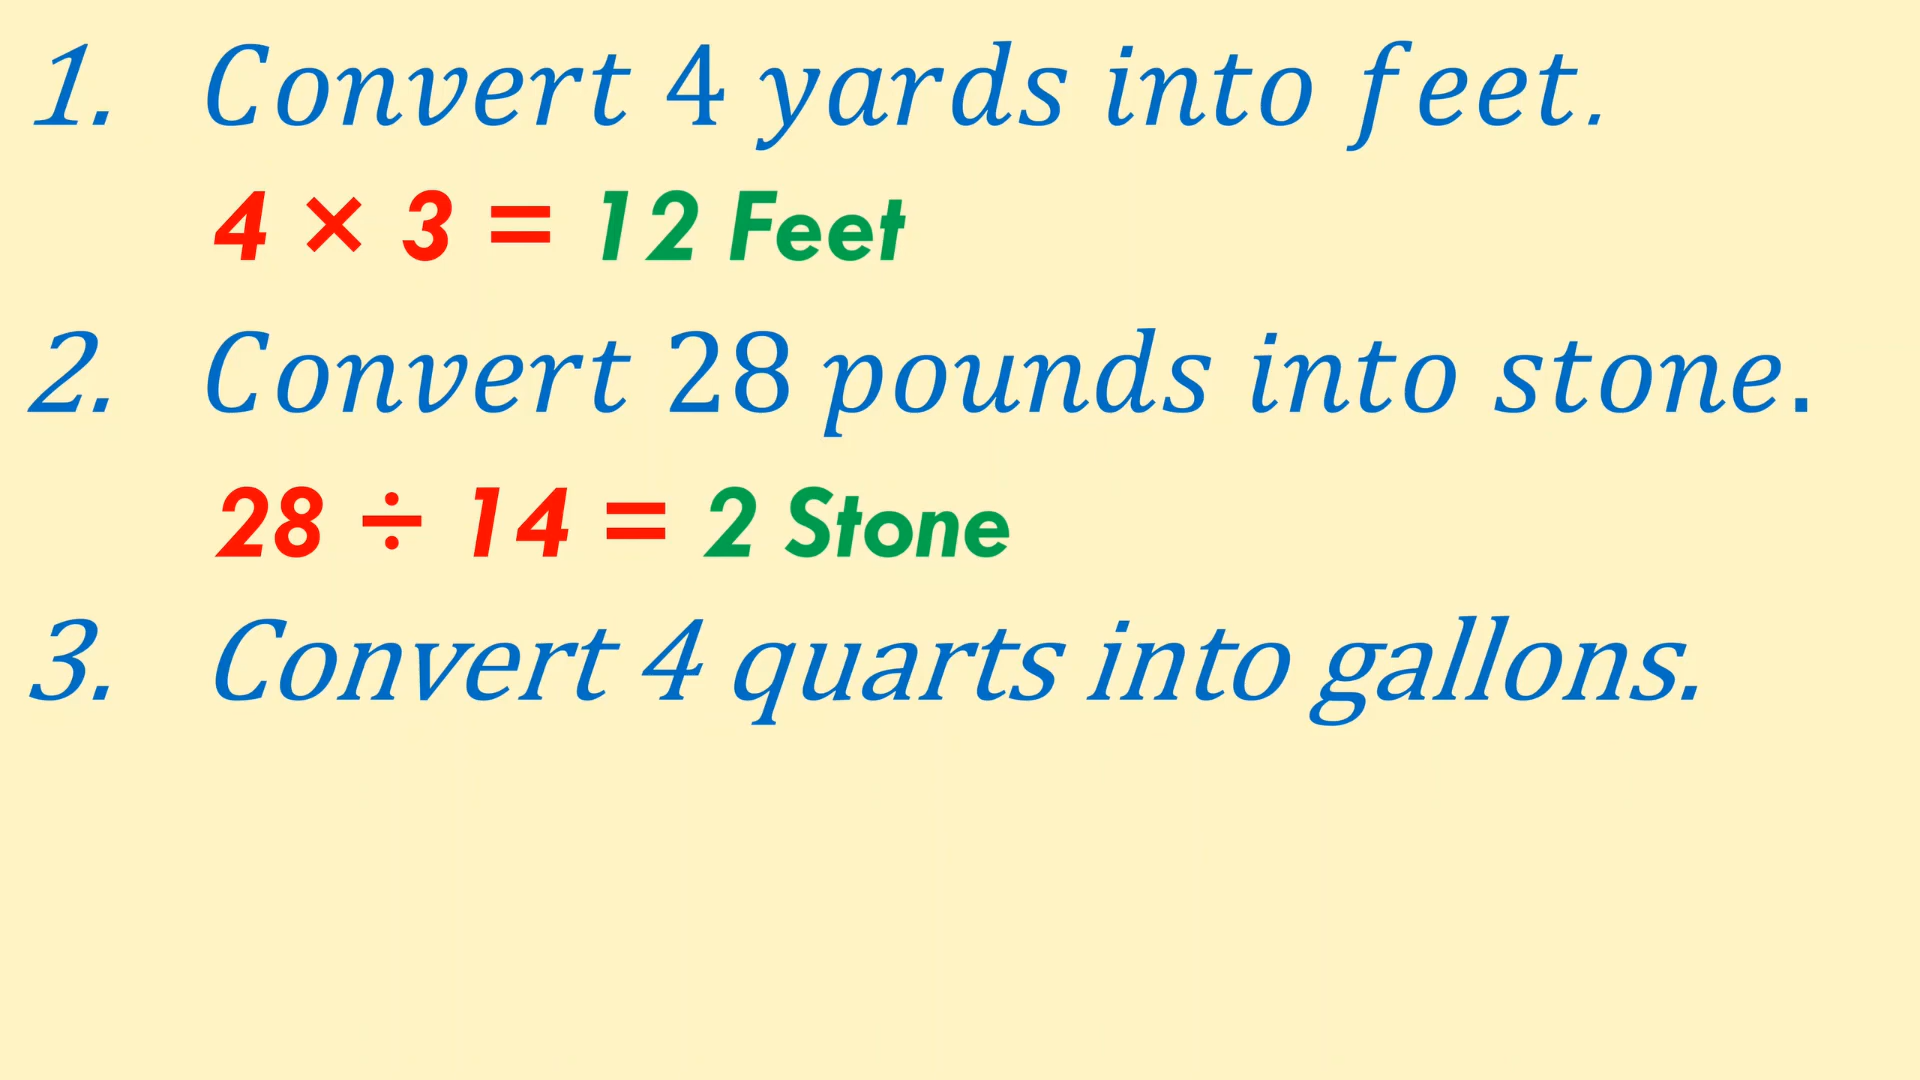 1. Convert 4 yards into feet.
4 × 3 = 12 Feet
2. Convert 28 pounds into stone.
28 ÷ 14 = 2 Stone
3. Convert 4 quarts into gallons.